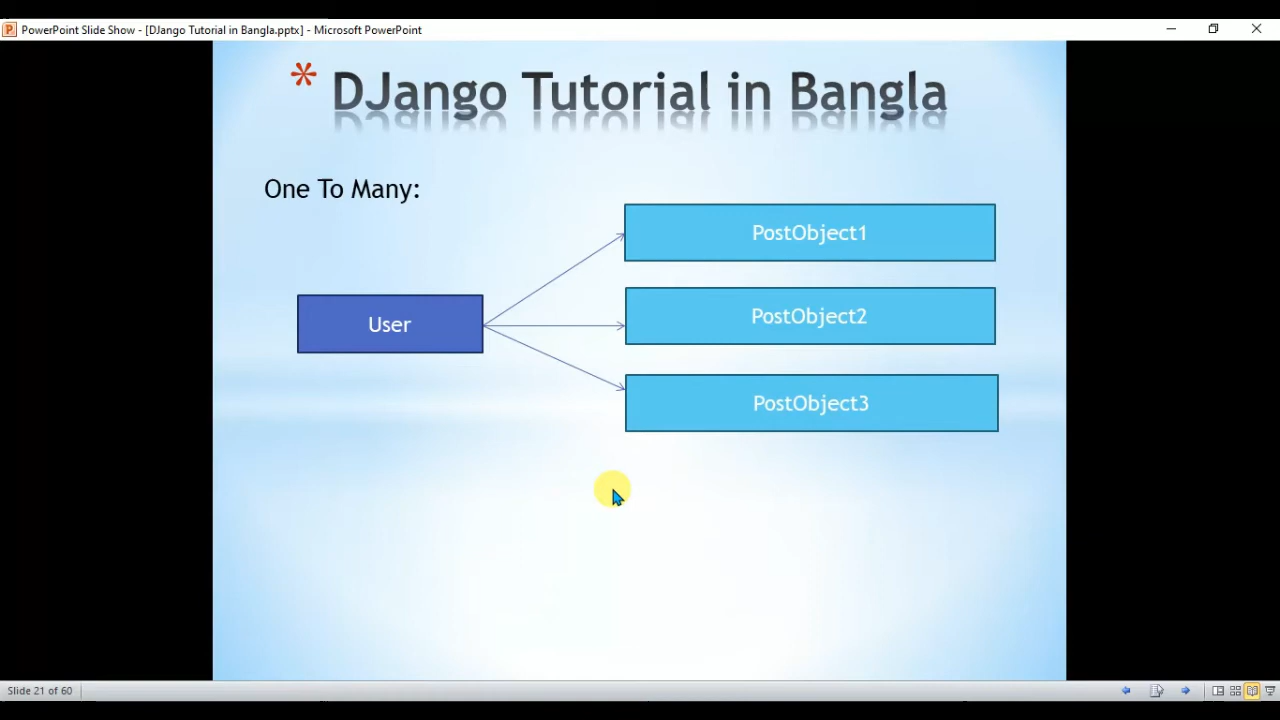 PowerPoint Slide Show - [DJango Tutorial in Bangla.pptx] - Microsoft PowerPoint
* DJango Tutorial in Bangla
One To Many:
PostObject1
User
PostObject2
PostObject3
Slide 21 of 60